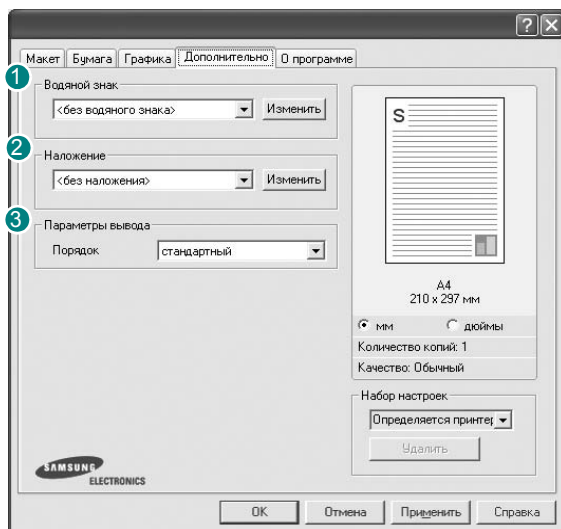 Макет Бумага Графика Дополнительно О программе
1
Водяной знак
<без водяного знака> Изменить
2
Наложение
<без наложения> Изменить
3
Параметры вывода
Порядок стандартный
S
A4
210 x 297 мм
мм дюймы
Количество копий: 1
Качество: Обычный
Набор настроек
Определяется принтер
Удалить
SAMSUNG
ELECTRONICS
OK Отмена Применить Справка